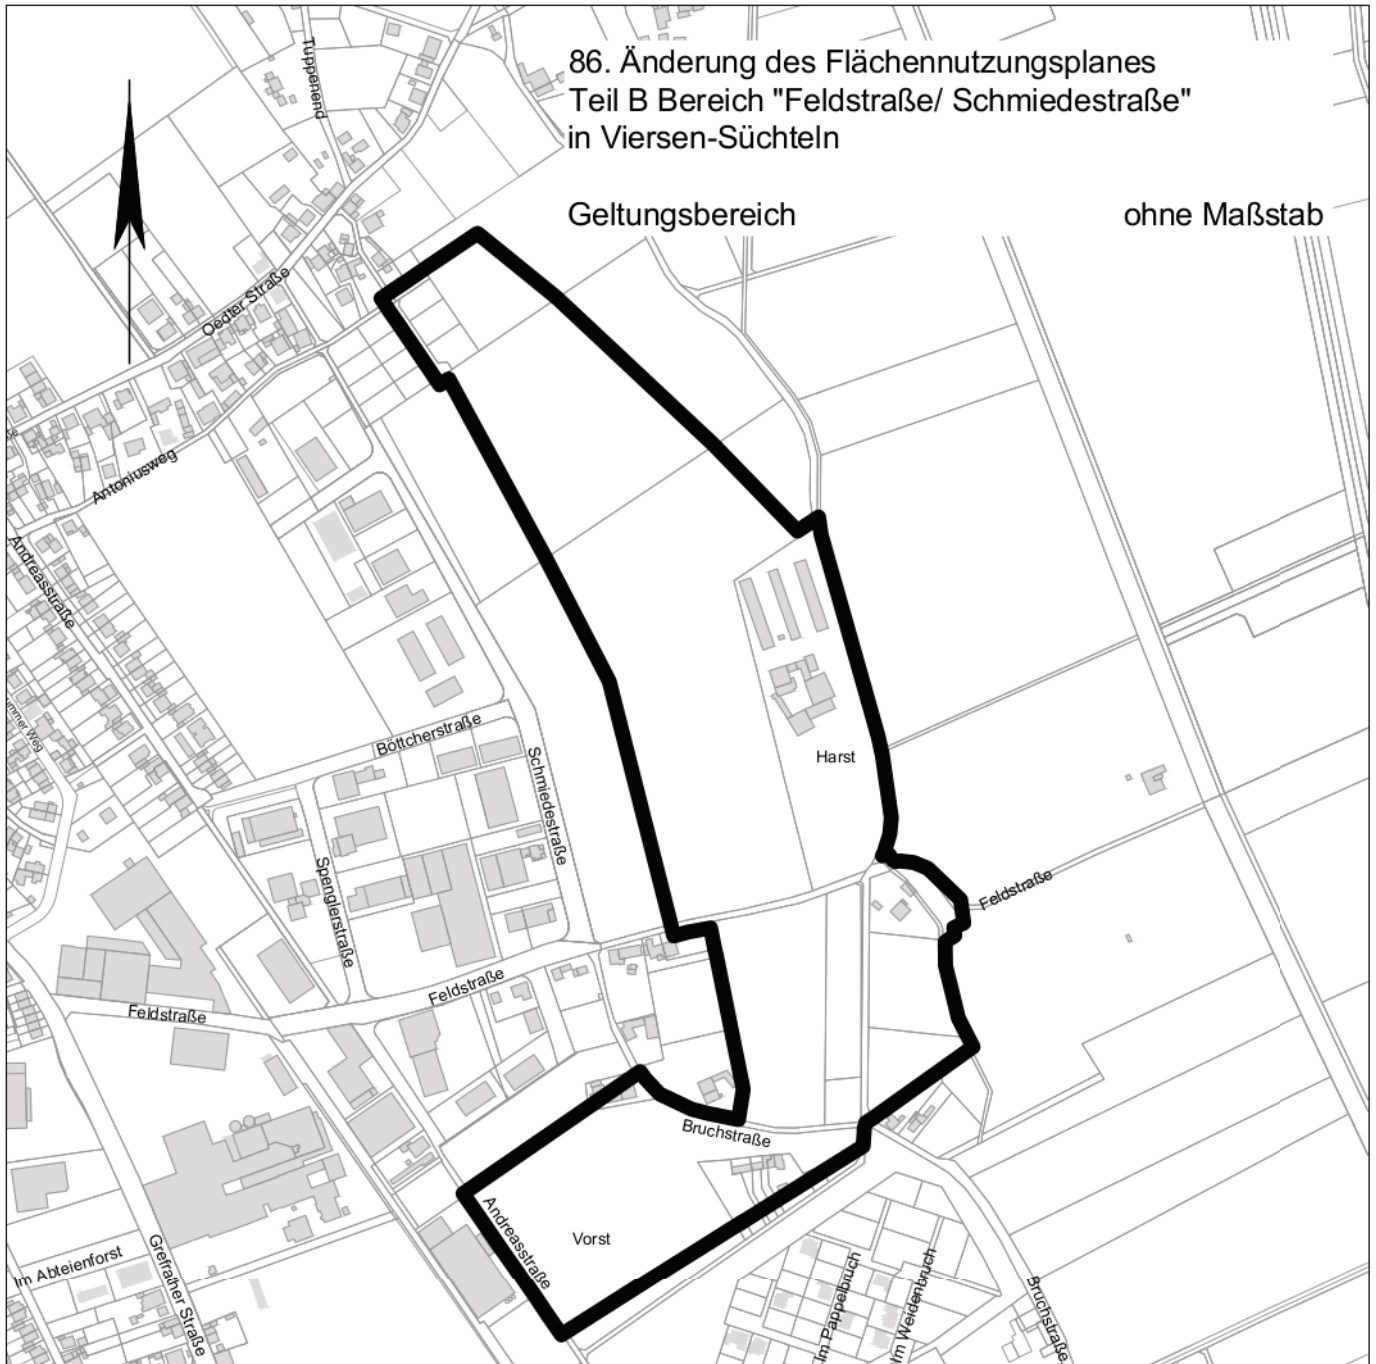 86. Änderung des Flächennutzungsplanes
Teil B Bereich "Feldstraße/ Schmiedestraße"
in Viersen-Süchteln
Geltungsbereich
ohne Maßstab
Tuppenend
Oedter Straße
Antoniusweg
Andreasstraße
Weg
Böttcherstraße
Schmiedestraße
Harst
Spenglerstraße
Feldstraße
Feldstraße
Feldstraße
Bruchstraße
Andreasstraße
Vorst
Im Abteienforst
Grefrather Straße
Im Pappelbruch
Im Weidenbruch
Bruchstraße